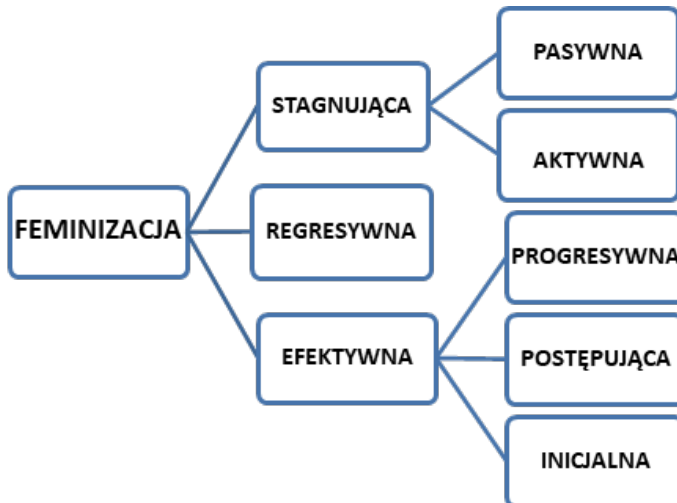 FEMINIZACJA
STAGNUJĄCA
PASYWNA
AKTYWNA
REGRESYWNA
EFEKTYWNA
PROGRESYWNA
POSTĘPUJĄCA
INICJALNA